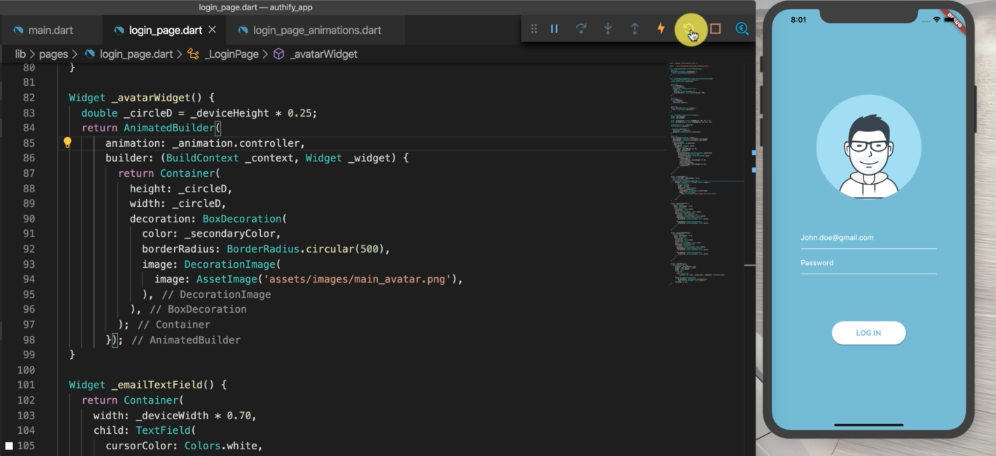 login_page.dart — authify_app
main.dart
login_page.dart
login_page_animations.dart
lib > pages > login_page.dart > _LoginPage > _avatarWidget
80 }
81
82 Widget _avatarWidget() {
83 double _circleD = _deviceHeight * 0.25;
84 return AnimatedBuilder(
85 animation: _animation.controller,
86 builder: (BuildContext _context, Widget _widget) {
87 return Container(
88 height: _circleD,
89 width: _circleD,
90 decoration: BoxDecoration(
91 color: _secondaryColor,
92 borderRadius: BorderRadius.circular(500),
93 image: DecorationImage(
94 image: AssetImage('assets/images/main_avatar.png'),
95 ), // DecorationImage
96 ), // BoxDecoration
97 ); // Container
98 }); // AnimatedBuilder
99 }
100
101 Widget _emailTextField() {
102 return Container(
103 width: _deviceWidth * 0.70,
104 child: TextField(
105 cursorColor: Colors.white,
8:01
John.doe@gmail.com
Password
LOG IN